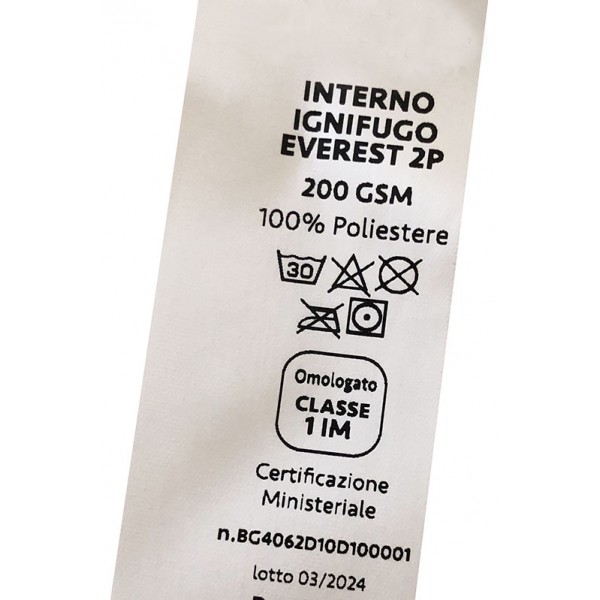 INTERNO
IGNIFUGO
EVEREST 2P
200 GSM
100% Poliestere
30
Omologato
CLASSE
1 IM
Certificazione
Ministeriale
n.BG4062D10D100001
lotto 03/2024